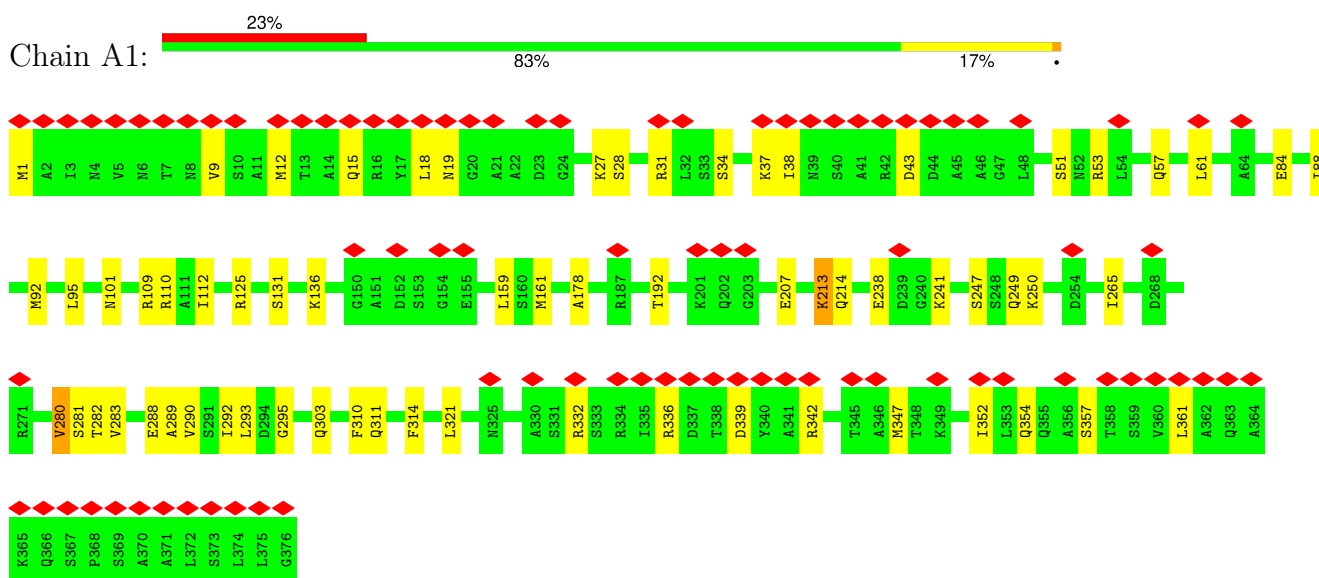 23%
Chain A1:
83% 17% •
M1 A2 I3 N4 V5 N6 T7 N8 V9 S10 A11 M12 T13 A14 Q15 R16 Y17 L18 N19 G20 A21 A22 D23 G24 K27 S28 R31 L32 S33 S34 K37 I38 N39 S40 A41 R42 D43 D44 A45 A46 G47 L48 S51 N52 R53 L54 Q57 L61 A64 E84
M92 L95 N101 R109 R110 A111 I112 R125 S131 K136 G150 A151 D152 S153 G154 E155 L159 S160 M161 A178 R187 T192 K201 Q202 G203 E207 K213 Q214 E238 D239 G240 K241 S247 S248 Q249 K250 D254 I265 D268
R271 V280 S281 T282 V283 E288 A289 V290 S291 I292 L293 D294 G295 Q303 F310 Q311 F314 L321 N325 A330 S331 R332 S333 R334 I335 R336 D337 T338 D339 Y340 A341 R342 T345 A346 M347 T348 K349 I352 L353 Q354 Q355 A356 S357 T358 S359 V360 L361 A362 Q363 A364
K365 Q366 S367 P368 S369 A370 A371 L372 S373 L374 L375 G376